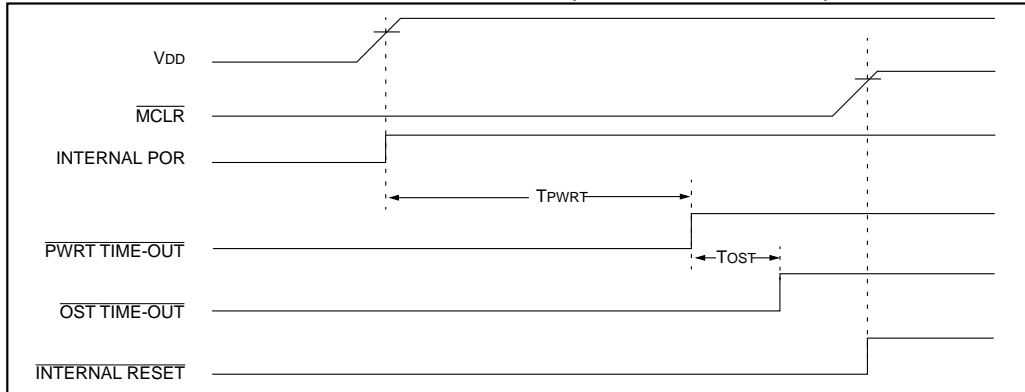 VDD
MCLR
INTERNAL POR
TPWRT
PWRT TIME-OUT
TOST
OST TIME-OUT
INTERNAL RESET